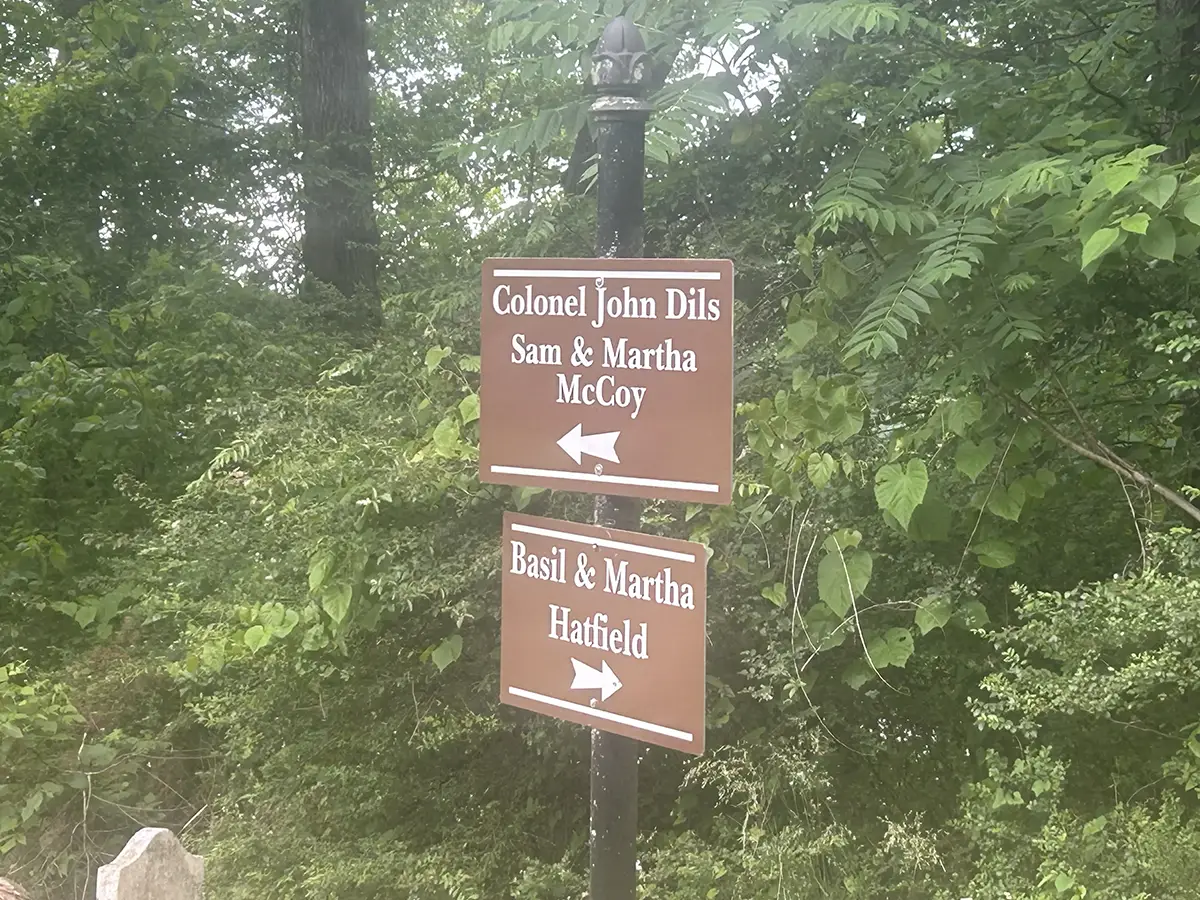 Colonel John Dils
Sam & Martha
McCoy
Basil & Martha
Hatfield